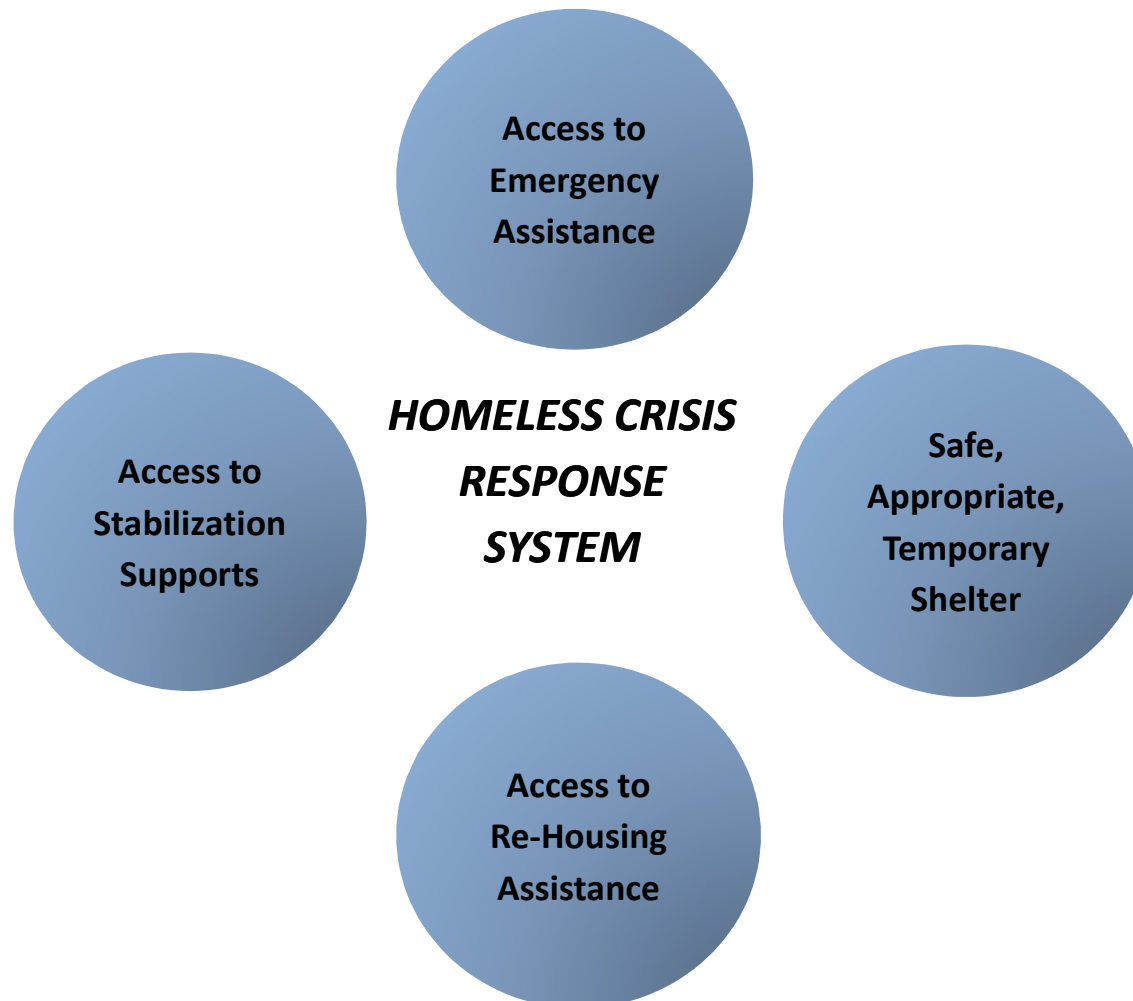 Access to
Emergency
Assistance
HOMELESS CRISIS
RESPONSE
SYSTEM
Access to
Stabilization
Supports
Safe,
Appropriate,
Temporary
Shelter
Access to
Re-Housing
Assistance